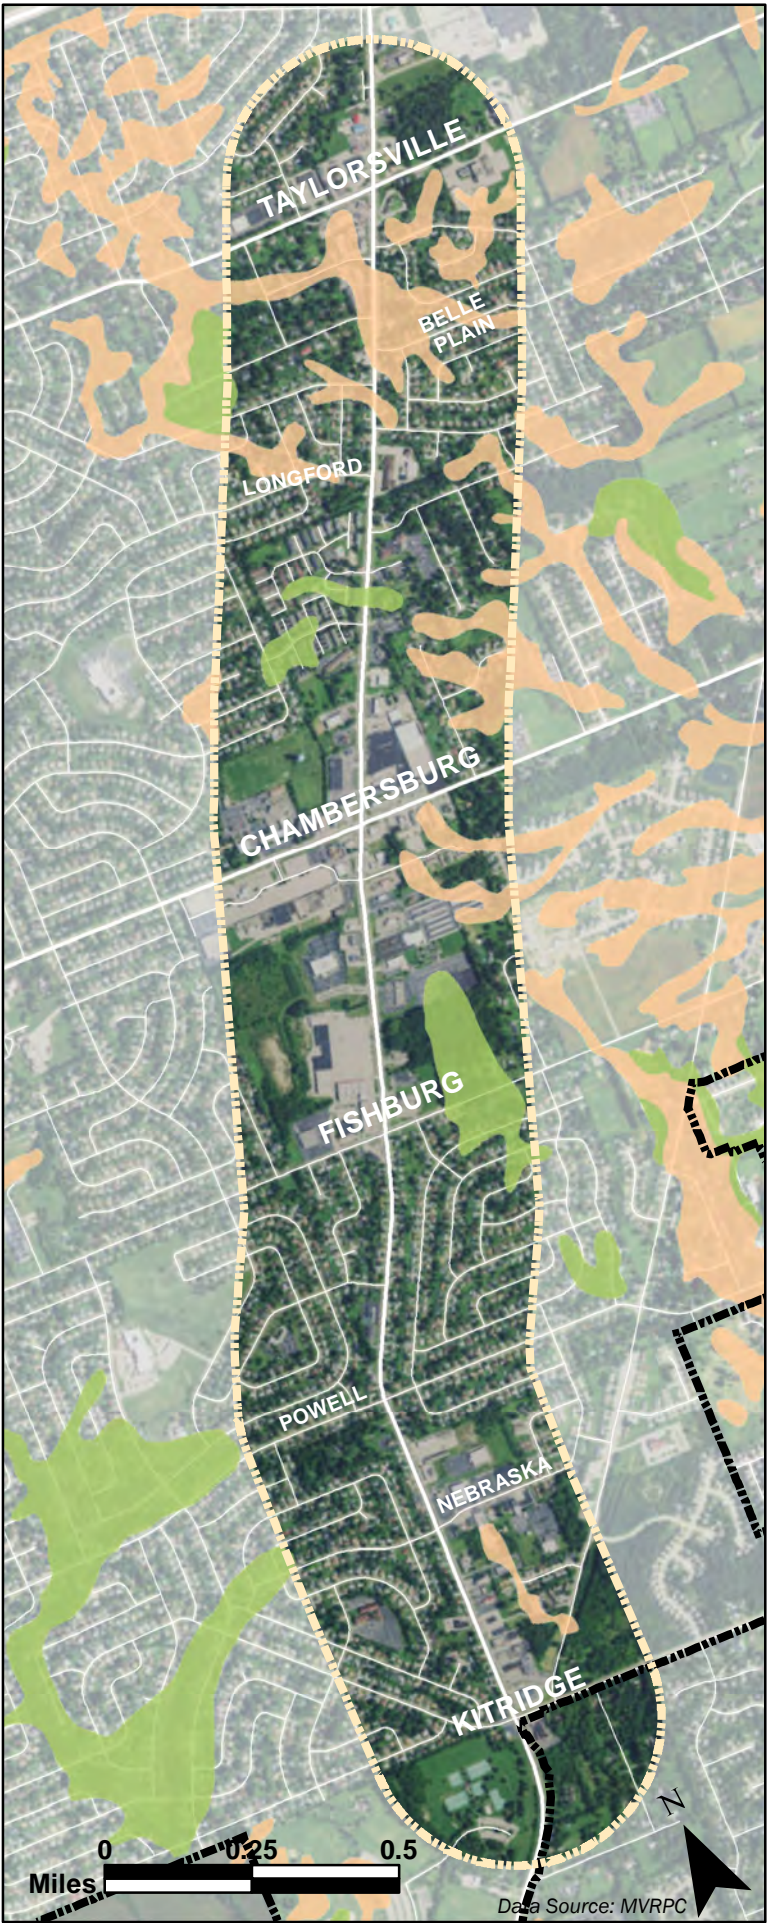 TAYLORSVILLE
BELLE
PLAIN
LONGFORD
CHAMBERSBURG
FISHBURG
POWELL
NEBRASKA
KITRIDGE
N
0 0.25 0.5
Miles
Data Source: MVRPC